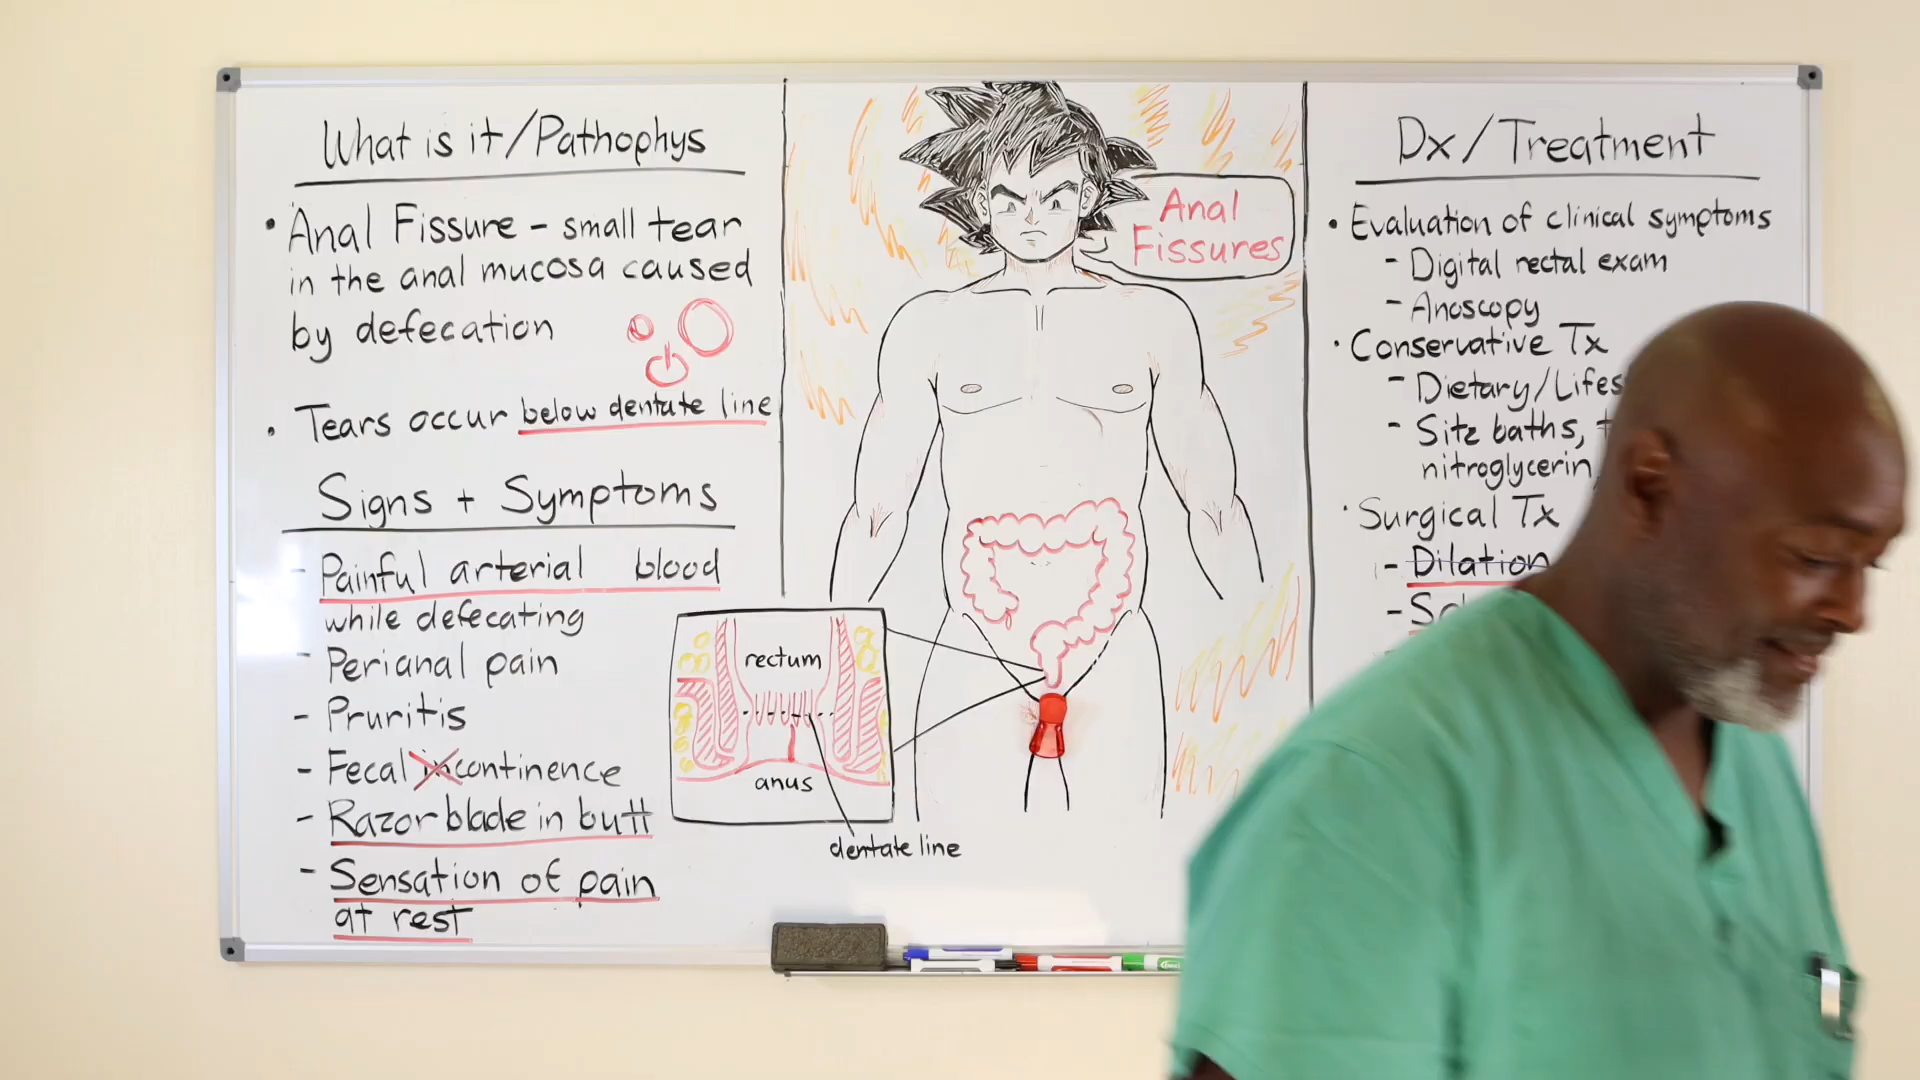 What is it/Pathophys
• Anal Fissure - small tear
in the anal mucosa caused
by defecation
• Tears occur below dentate line
Signs + Symptoms
- Painful arterial blood
while defecating
- Perianal pain
- Pruritis
- Fecal incontinence
- Razor blade in butt
- Sensation of pain
at rest
Anal
Fissures
rectum
anus
dentate line
Dx/Treatment
• Evaluation of clinical symptoms
- Digital rectal exam
- Anoscopy
• Conservative Tx
- Dietary/Lifes
- Sitz baths, t
nitroglycerin,
• Surgical Tx
- Dilation